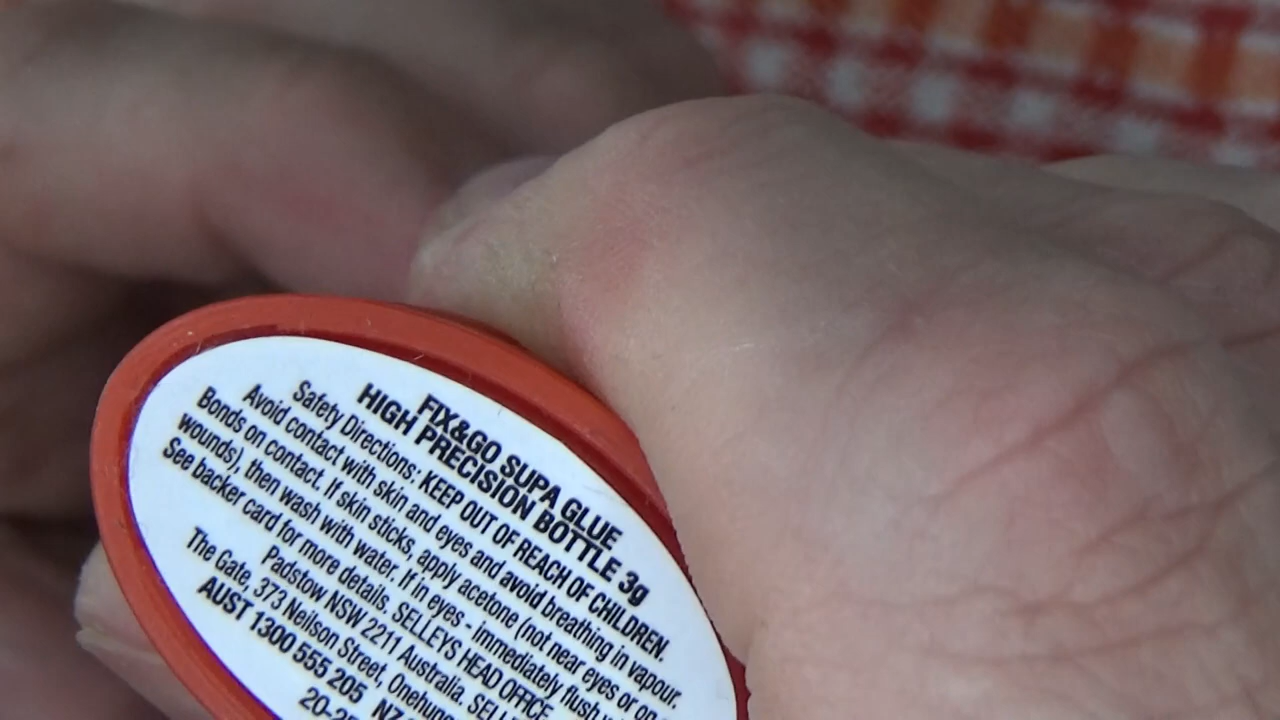 FIX&GO SUPA GLUE
HIGH PRECISION BOTTLE 3g
Safety Directions: KEEP OUT OF REACH OF CHILDREN.
Avoid contact with skin and eyes and avoid breathing in vapour.
Bonds on contact. If skin sticks, apply acetone (not near eyes or on
wounds), then wash with water. If in eyes - immediately flush
See backer card for more details. SELLEYS HEAD OFFICE
Padstow NSW 2211 Australia.
The Gate, 373 Neilson Street,
AUST 1300 555 205 NZ